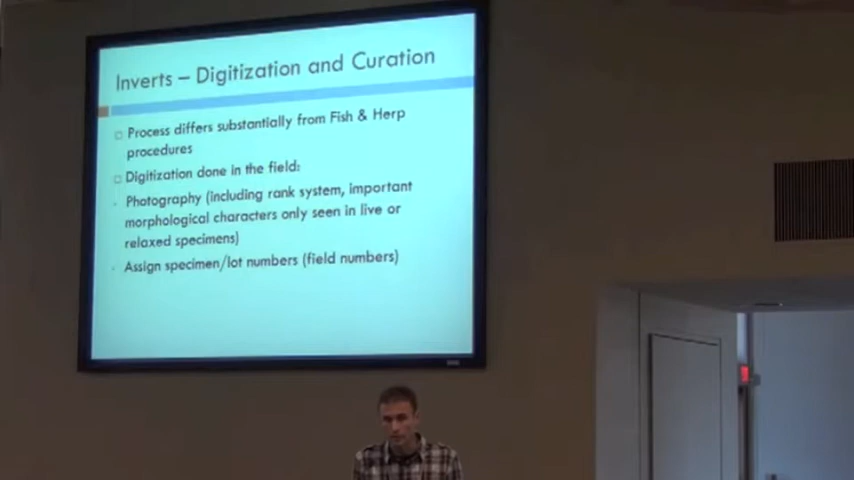 Inverts – Digitization and Curation
Process differs substantially from Fish & Herp
procedures
Digitization done in the field:
Photography (including rank system, important
morphological characters only seen in live or
relaxed specimens)
Assign specimen/lot numbers (field numbers)